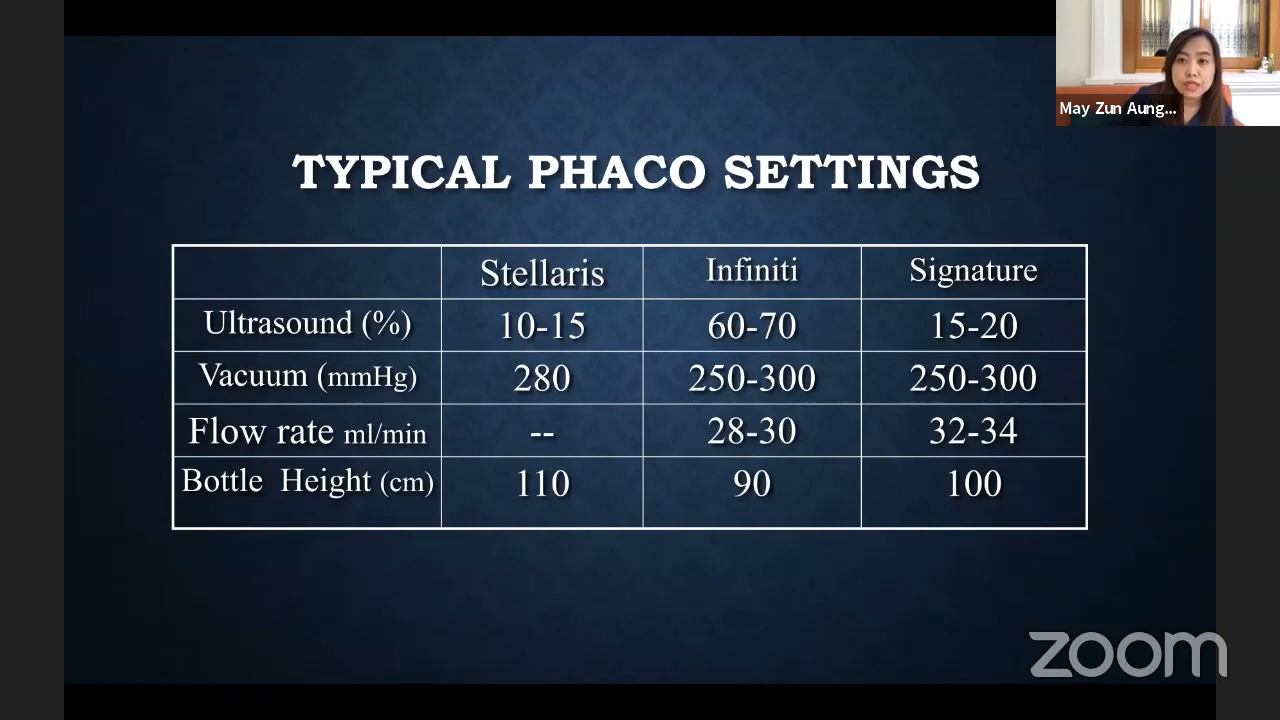 May Zun Aung...
TYPICAL PHACO SETTINGS
Stellaris Infiniti Signature
Ultrasound (%) 10-15 60-70 15-20
Vacuum (mmHg) 280 250-300 250-300
Flow rate ml/min -- 28-30 32-34
Bottle Height (cm) 110 90 100
zoom